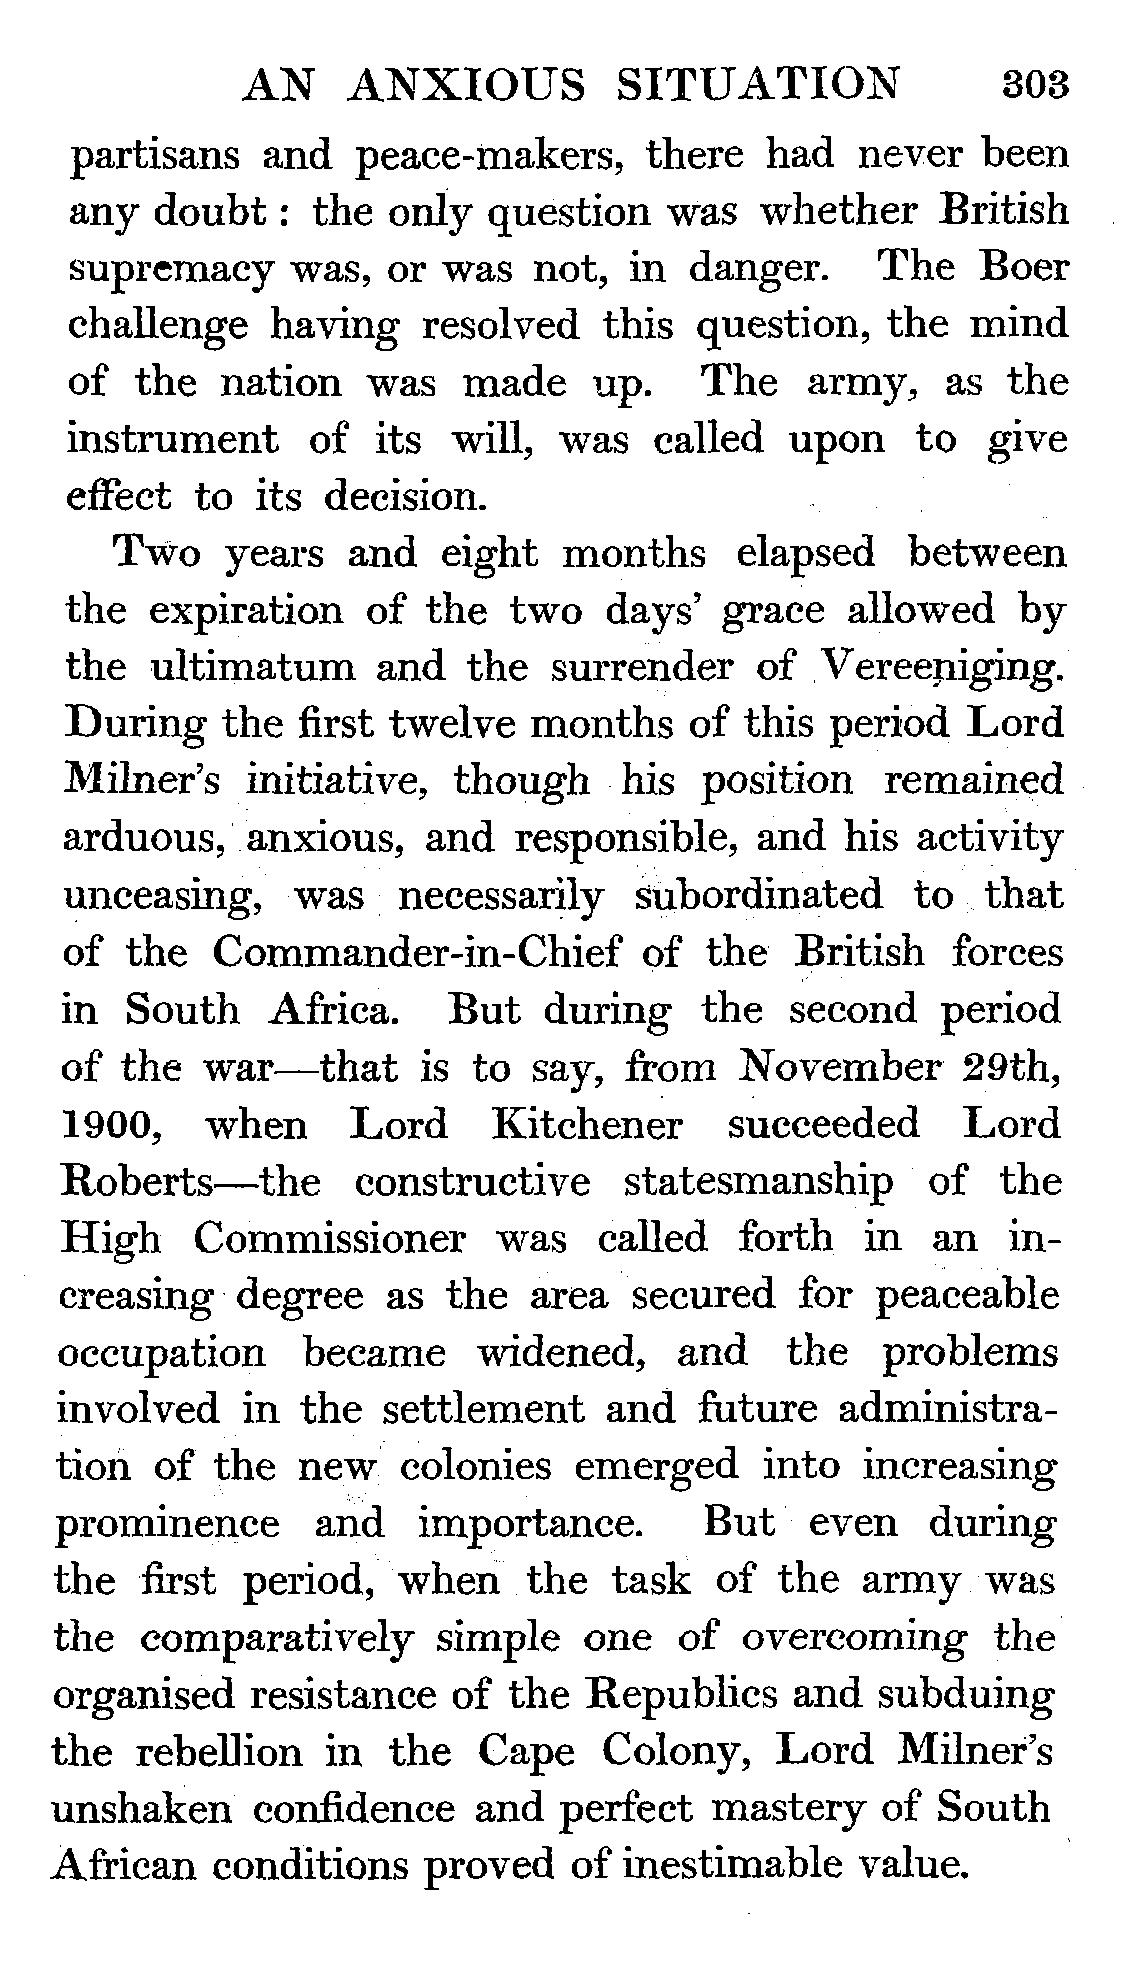 AN ANXIOUS SITUATION 303
partisans and peace-makers, there had never been
any doubt : the only question was whether British
supremacy was, or was not, in danger. The Boer
challenge having resolved this question, the mind
of the nation was made up. The army, as the
instrument of its will, was called upon to give
effect to its decision.
Two years and eight months elapsed between
the expiration of the two days' grace allowed by
the ultimatum and the surrender of Vereeniging.
During the first twelve months of this period Lord
Milner's initiative, though his position remained
arduous, anxious, and responsible, and his activity
unceasing, was necessarily subordinated to that
of the Commander-in-Chief of the British forces
in South Africa. But during the second period
of the war—that is to say, from November 29th,
1900, when Lord Kitchener succeeded Lord
Roberts—the constructive statesmanship of the
High Commissioner was called forth in an in-
creasing degree as the area secured for peaceable
occupation became widened, and the problems
involved in the settlement and future administra-
tion of the new colonies emerged into increasing
prominence and importance. But even during
the first period, when the task of the army was
the comparatively simple one of overcoming the
organised resistance of the Republics and subduing
the rebellion in the Cape Colony, Lord Milner's
unshaken confidence and perfect mastery of South
African conditions proved of inestimable value.